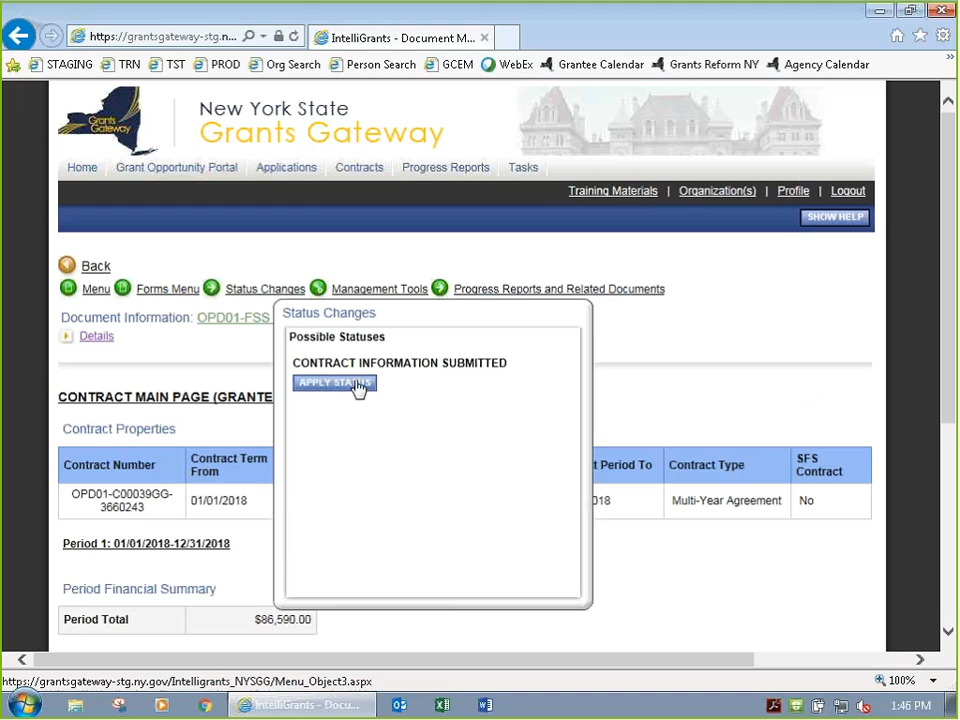 https://grantsgateway-stg.n...
IntelliGrants - Document M...
STAGING TRN TST PROD Org Search Person Search GCEM WebEx Grantee Calendar Grants Reform NY Agency Calendar
Grants
Gateway
New York State
Grants Gateway
Home Grant Opportunity Portal Applications Contracts Progress Reports Tasks
Training Materials | Organization(s) | Profile | Logout
SHOW HELP
Back
Menu Forms Menu Status Changes Management Tools Progress Reports and Related Documents
Document Information: OPD01-FSS
Details
Status Changes
Possible Statuses
CONTRACT INFORMATION SUBMITTED
APPLY STATUS
CONTRACT MAIN PAGE (GRANTE
Contract Properties
Contract Number Contract Term From t Period To Contract Type SFS Contract
OPD01-C00039GG-3660243 01/01/2018 018 Multi-Year Agreement No
Period 1: 01/01/2018-12/31/2018
Period Financial Summary
Period Total $86,590.00
https://grantsgateway-stg.ny.gov/Intelligrants_NYSGG/Menu_Object3.aspx
100%
IntelliGrants - Docu...
1:46 PM